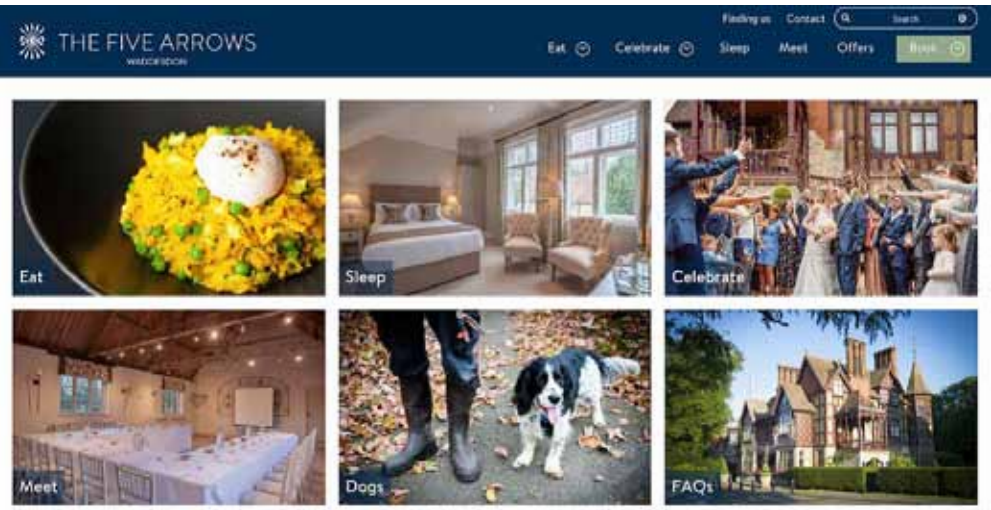 Finding us Contact Search
THE FIVE ARROWS
WADDESDON
Eat Celebrate Sleep Meet Offers Book
Eat
Sleep
Celebrate
Meet
Dogs
FAQs